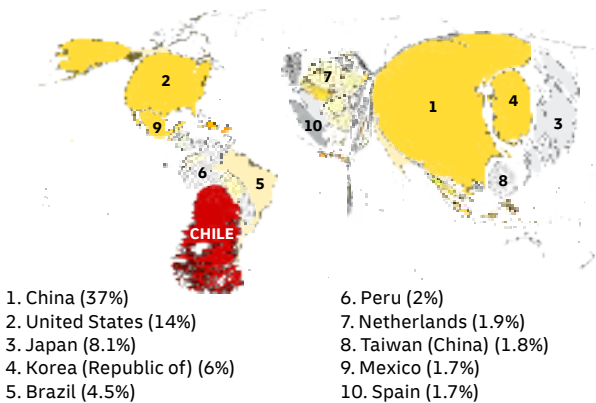 2
7
1
4
3
9
10
6
5
8
CHILE
1. China (37%)
2. United States (14%)
3. Japan (8.1%)
4. Korea (Republic of) (6%)
5. Brazil (4.5%)
6. Peru (2%)
7. Netherlands (1.9%)
8. Taiwan (China) (1.8%)
9. Mexico (1.7%)
10. Spain (1.7%)